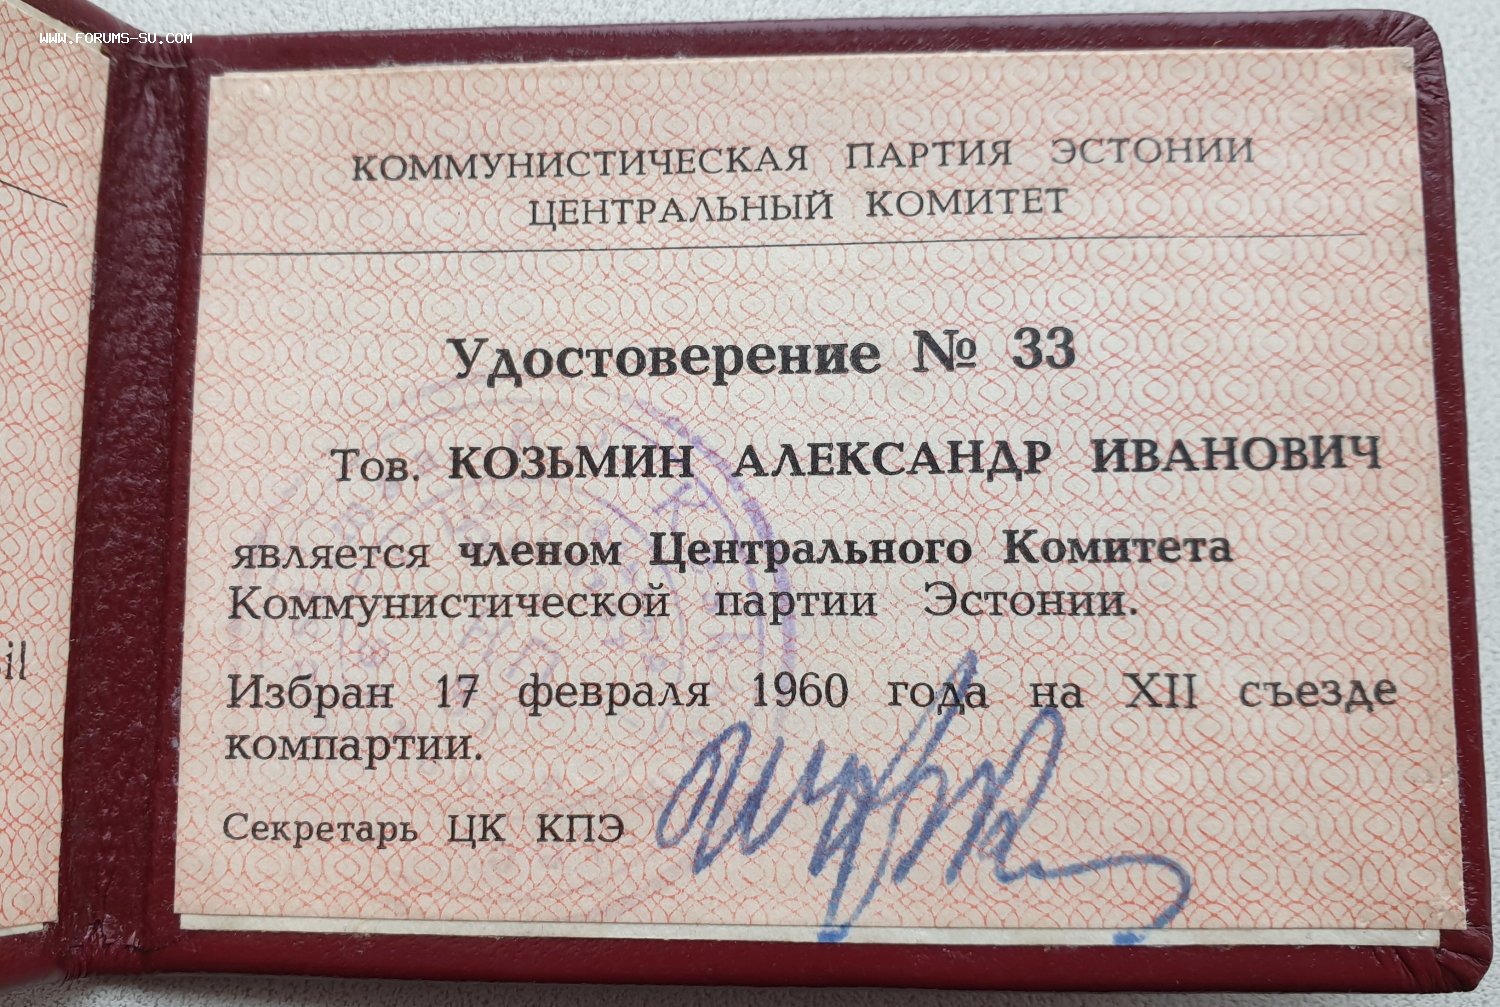 www.forums-su.com
КОММУНИСТИЧЕСКАЯ ПАРТИЯ ЭСТОНИИ
ЦЕНТРАЛЬНЫЙ КОМИТЕТ
Удостоверение № 33
Тов. КОЗЬМИН АЛЕКСАНДР ИВАНОВИЧ
является членом Центрального Комитета
Коммунистической партии Эстонии.
il
Избран 17 февраля 1960 года на XII съезде
компартии.
Секретарь ЦК КПЭ